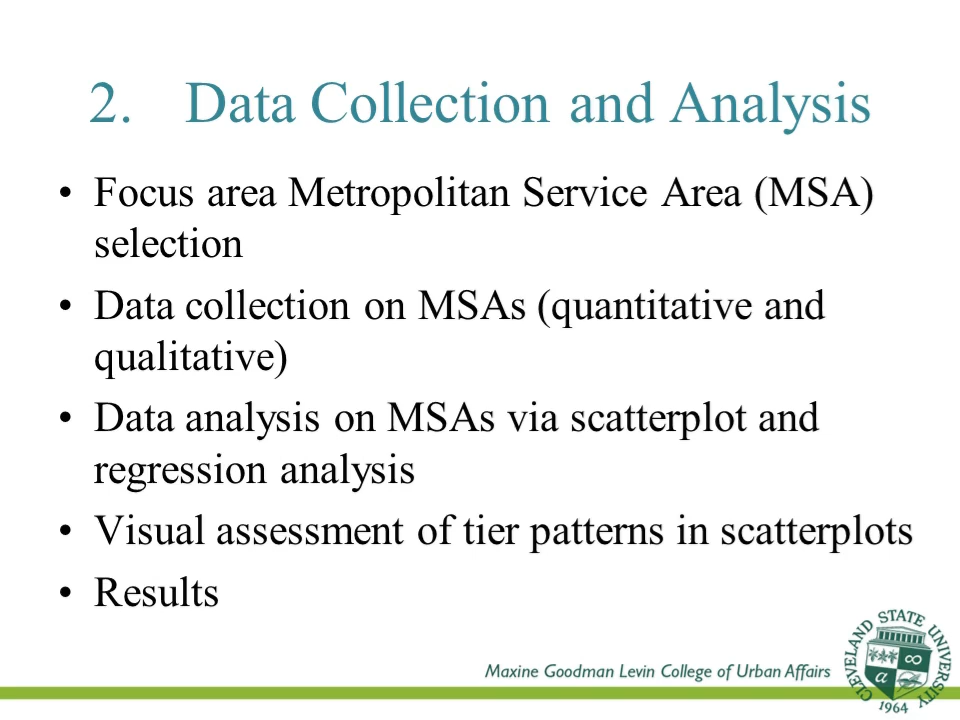 2. Data Collection and Analysis
• Focus area Metropolitan Service Area (MSA)
selection
• Data collection on MSAs (quantitative and
qualitative)
• Data analysis on MSAs via scatterplot and
regression analysis
• Visual assessment of tier patterns in scatterplots
• Results
Maxine Goodman Levin College of Urban Affairs
CLEVELAND STATE UNIVERSITY
1964